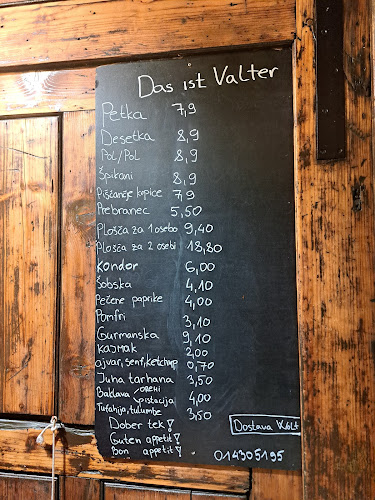 Das ist Valter
Petka 7,9
Desetka 8,9
Pol/Pol 8,9
Špikani 8,9
Piščančje kopice 7,9
Prebranec 5,50
Plošča za 1 osebo 9,40
Plošča za 2 osebi 18,80
Kondor 6,00
Šobska 4,10
Pečene paprike 4,00
Pomfri 3,10
Gurmanska 9,10
KAJMAK 2,00
ajvar, senf, ketchup 0,70
Juha tarhana 3,50
Baklava OREHI
pistacija 4,00
Tufahija, tulumbe 3,50
Dober tek!
Guten appetit!
Bon appetit!
Dostava Wolt
014305195